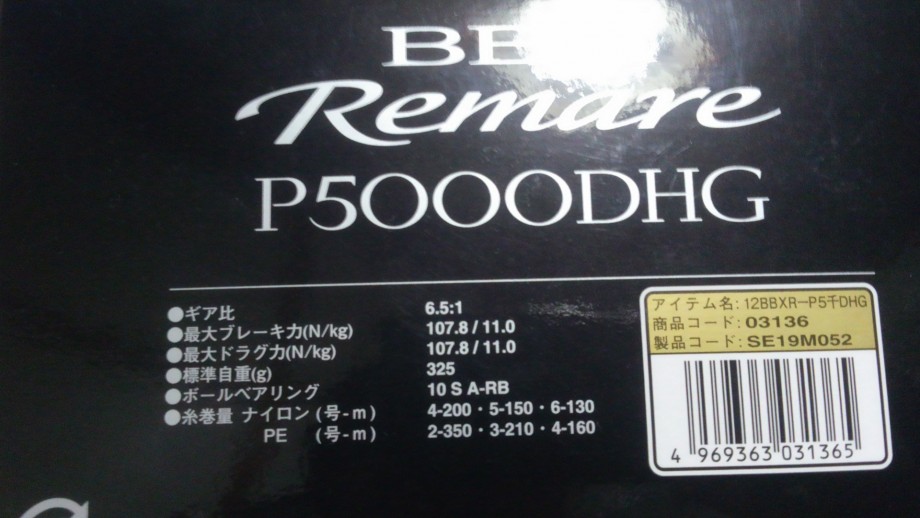 Remare
P5000DHG
●ギア比 6.5:1
●最大ブレーキ力(N/kg) 107.8/11.0
●最大ドラグ力(N/kg) 107.8/11.0
●標準自重(g) 325
●ボールベアリング 10 S A-RB
●糸巻量 ナイロン(号-m) 4-200・5-150・6-130
PE (号-m) 2-350・3-210・4-160
アイテム名:12BBXR-P5千DHG
商品コード:03136
製品コード:SE19M052
4 969363 031365